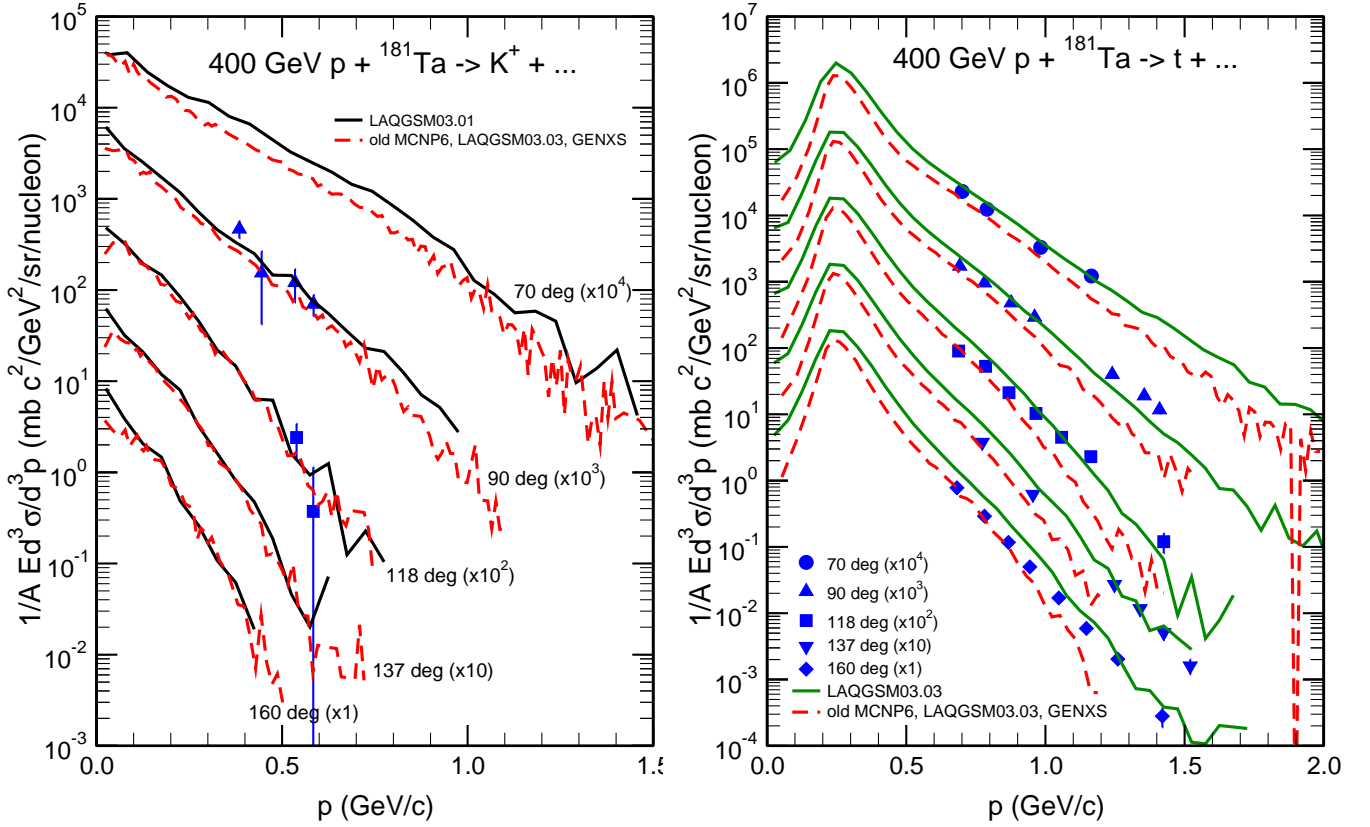 400 GeV p + ¹⁸¹Ta -> K⁺ + ...
LAQGSM03.01
old MCNP6, LAQGSM03.03, GENXS
70 deg (x10⁴)
90 deg (x10³)
118 deg (x10²)
137 deg (x10)
160 deg (x1)
1/A Ed³σ/d³p (mb c²/GeV²/sr/nucleon)
10⁵
10⁴
10³
10²
10¹
10⁰
10⁻¹
10⁻²
10⁻³
0.0 0.5 1.0 1.5
p (GeV/c)
400 GeV p + ¹⁸¹Ta -> t + ...
1/A Ed³σ/d³p (mb c²/GeV²/sr/nucleon)
10⁷
10⁶
10⁵
10⁴
10³
10²
10¹
10⁰
10⁻¹
10⁻²
10⁻³
10⁻⁴
70 deg (x10⁴)
90 deg (x10³)
118 deg (x10²)
137 deg (x10)
160 deg (x1)
LAQGSM03.03
old MCNP6, LAQGSM03.03, GENXS
0.0 0.5 1.0 1.5 2.0
p (GeV/c)